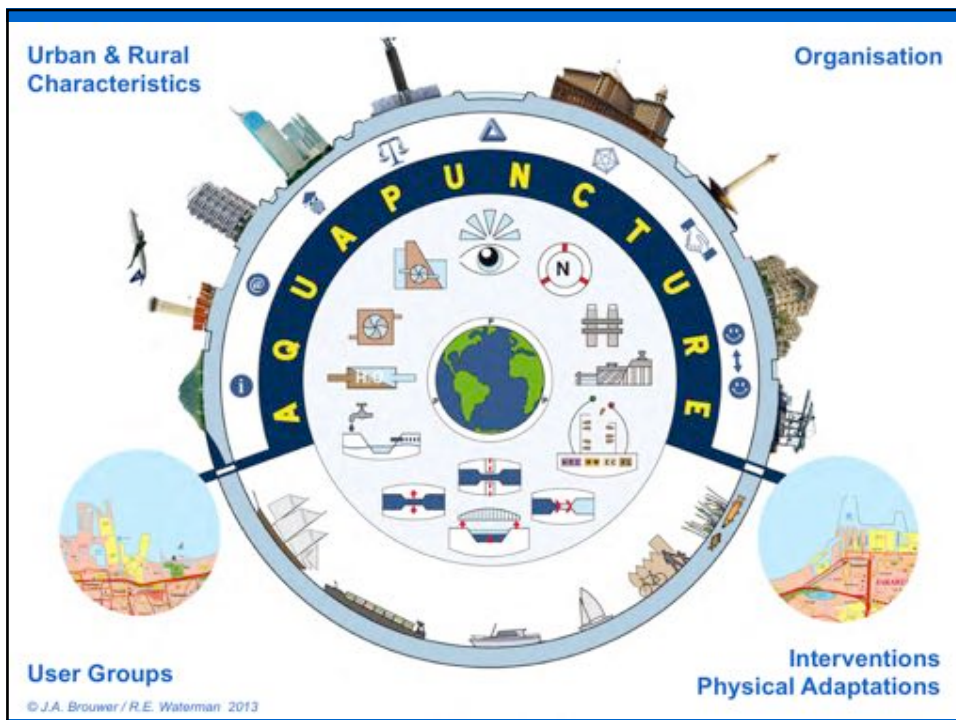 Urban & Rural
Characteristics
Organisation
AQUAPUNCTURE
@
i
N
P
P
P
User Groups
Interventions
Physical Adaptations
© J.A. Brouwer / R.E. Waterman 2013